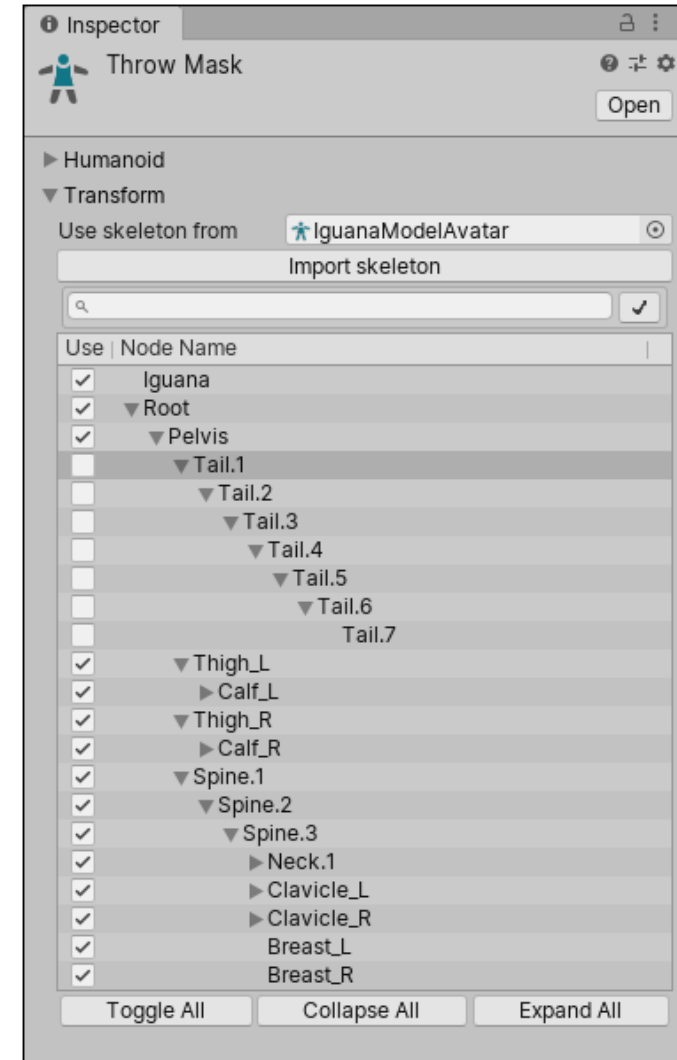 Inspector
Throw Mask
Open
Humanoid
Transform
Use skeleton from IguanaModelAvatar
Import skeleton
Use Node Name
Iguana
Root
Pelvis
Tail.1
Tail.2
Tail.3
Tail.4
Tail.5
Tail.6
Tail.7
Thigh_L
Calf_L
Thigh_R
Calf_R
Spine.1
Spine.2
Spine.3
Neck.1
Clavicle_L
Clavicle_R
Breast_L
Breast_R
Toggle All Collapse All Expand All